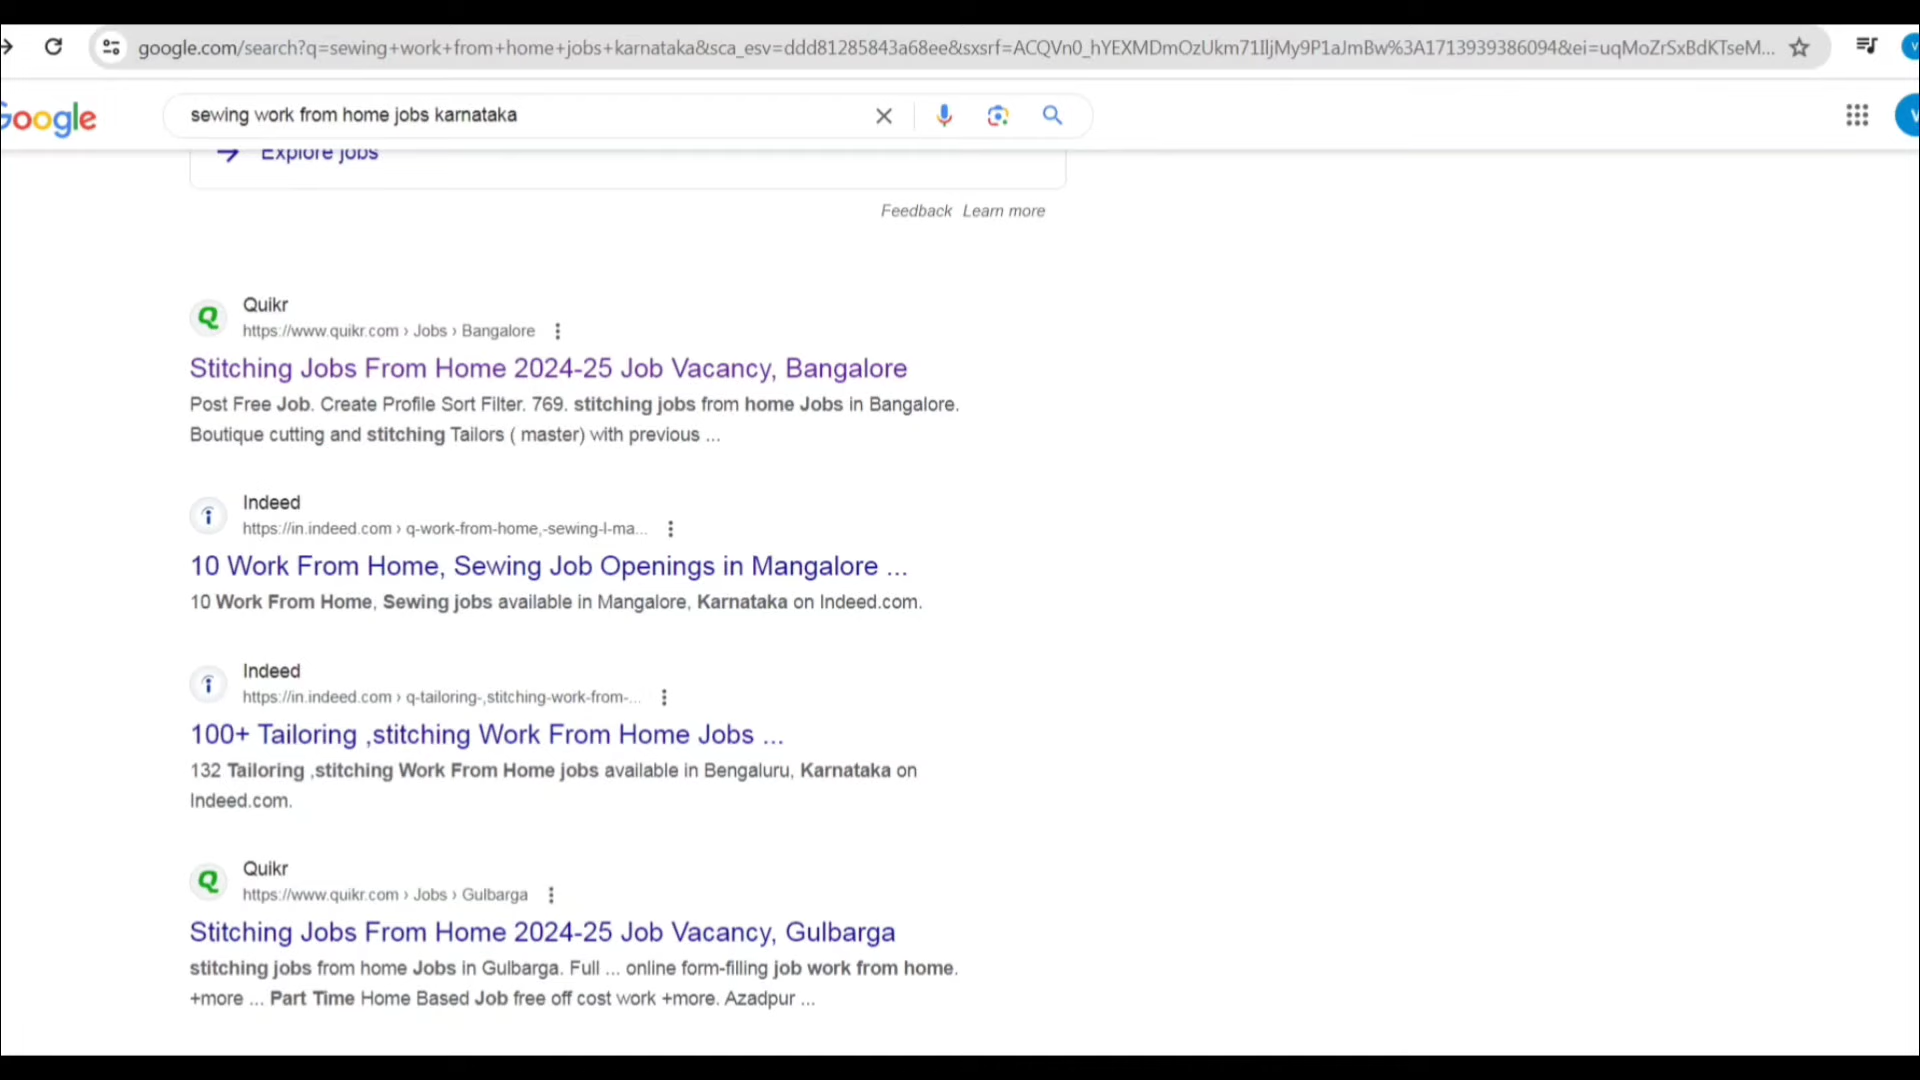 google.com/search?q=sewing+work+from+home+jobs+karnataka&sca_esv=ddd81285843a68ee&sxsrf=ACQVn0_hYEXMDmOzUkm71IljMy9P1aJmBw%3A1713939386094&ei=uqMoZrSxBdKTseM...
Google
sewing work from home jobs karnataka
V
Explore jobs
Feedback Learn more
Quikr
https://www.quikr.com › Jobs › Bangalore
Stitching Jobs From Home 2024-25 Job Vacancy, Bangalore
Post Free Job. Create Profile Sort Filter. 769. stitching jobs from home Jobs in Bangalore.
Boutique cutting and stitching Tailors ( master) with previous ...
Indeed
https://in.indeed.com › q-work-from-home,-sewing-l-ma...
10 Work From Home, Sewing Job Openings in Mangalore ...
10 Work From Home, Sewing jobs available in Mangalore, Karnataka on Indeed.com.
Indeed
https://in.indeed.com › q-tailoring-,stitching-work-from-...
100+ Tailoring ,stitching Work From Home Jobs ...
132 Tailoring ,stitching Work From Home jobs available in Bengaluru, Karnataka on
Indeed.com.
Quikr
https://www.quikr.com › Jobs › Gulbarga
Stitching Jobs From Home 2024-25 Job Vacancy, Gulbarga
stitching jobs from home Jobs in Gulbarga. Full ... online form-filling job work from home.
+more ... Part Time Home Based Job free off cost work +more. Azadpur ...